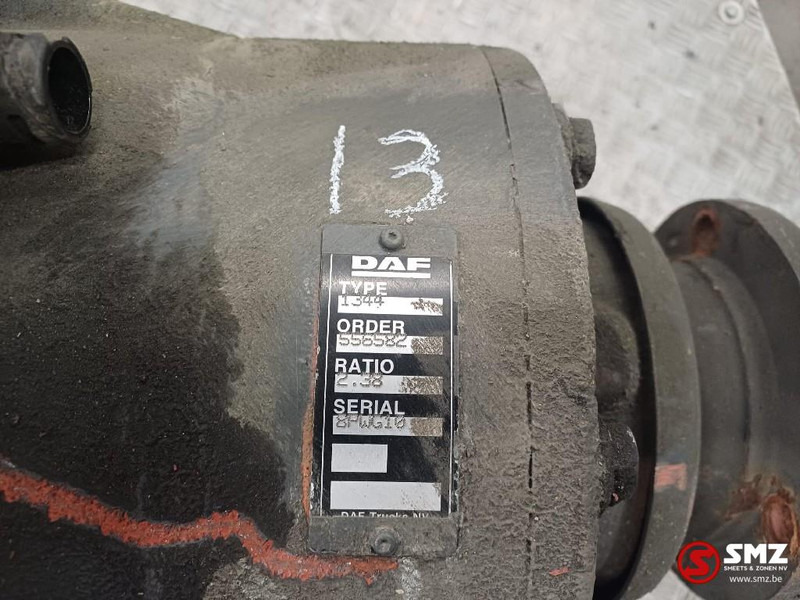 13
DAF
TYPE
1344
ORDER
556582
RATIO
2.38
SERIAL
8PWG10
DAF Trucks NV
SMZ
SMEETS & ZONEN NV
www.smz.be